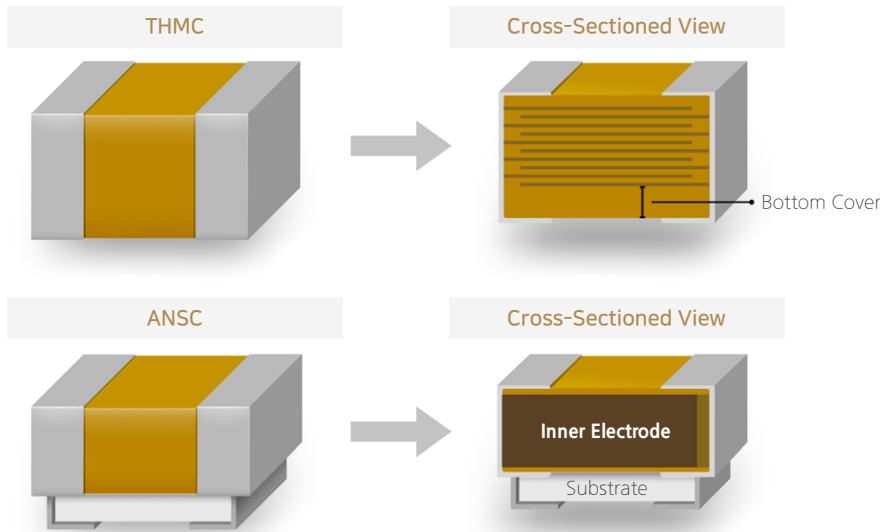 THMC
Cross-Sectioned View
Bottom Cover
ANSC
Cross-Sectioned View
Inner Electrode
Substrate